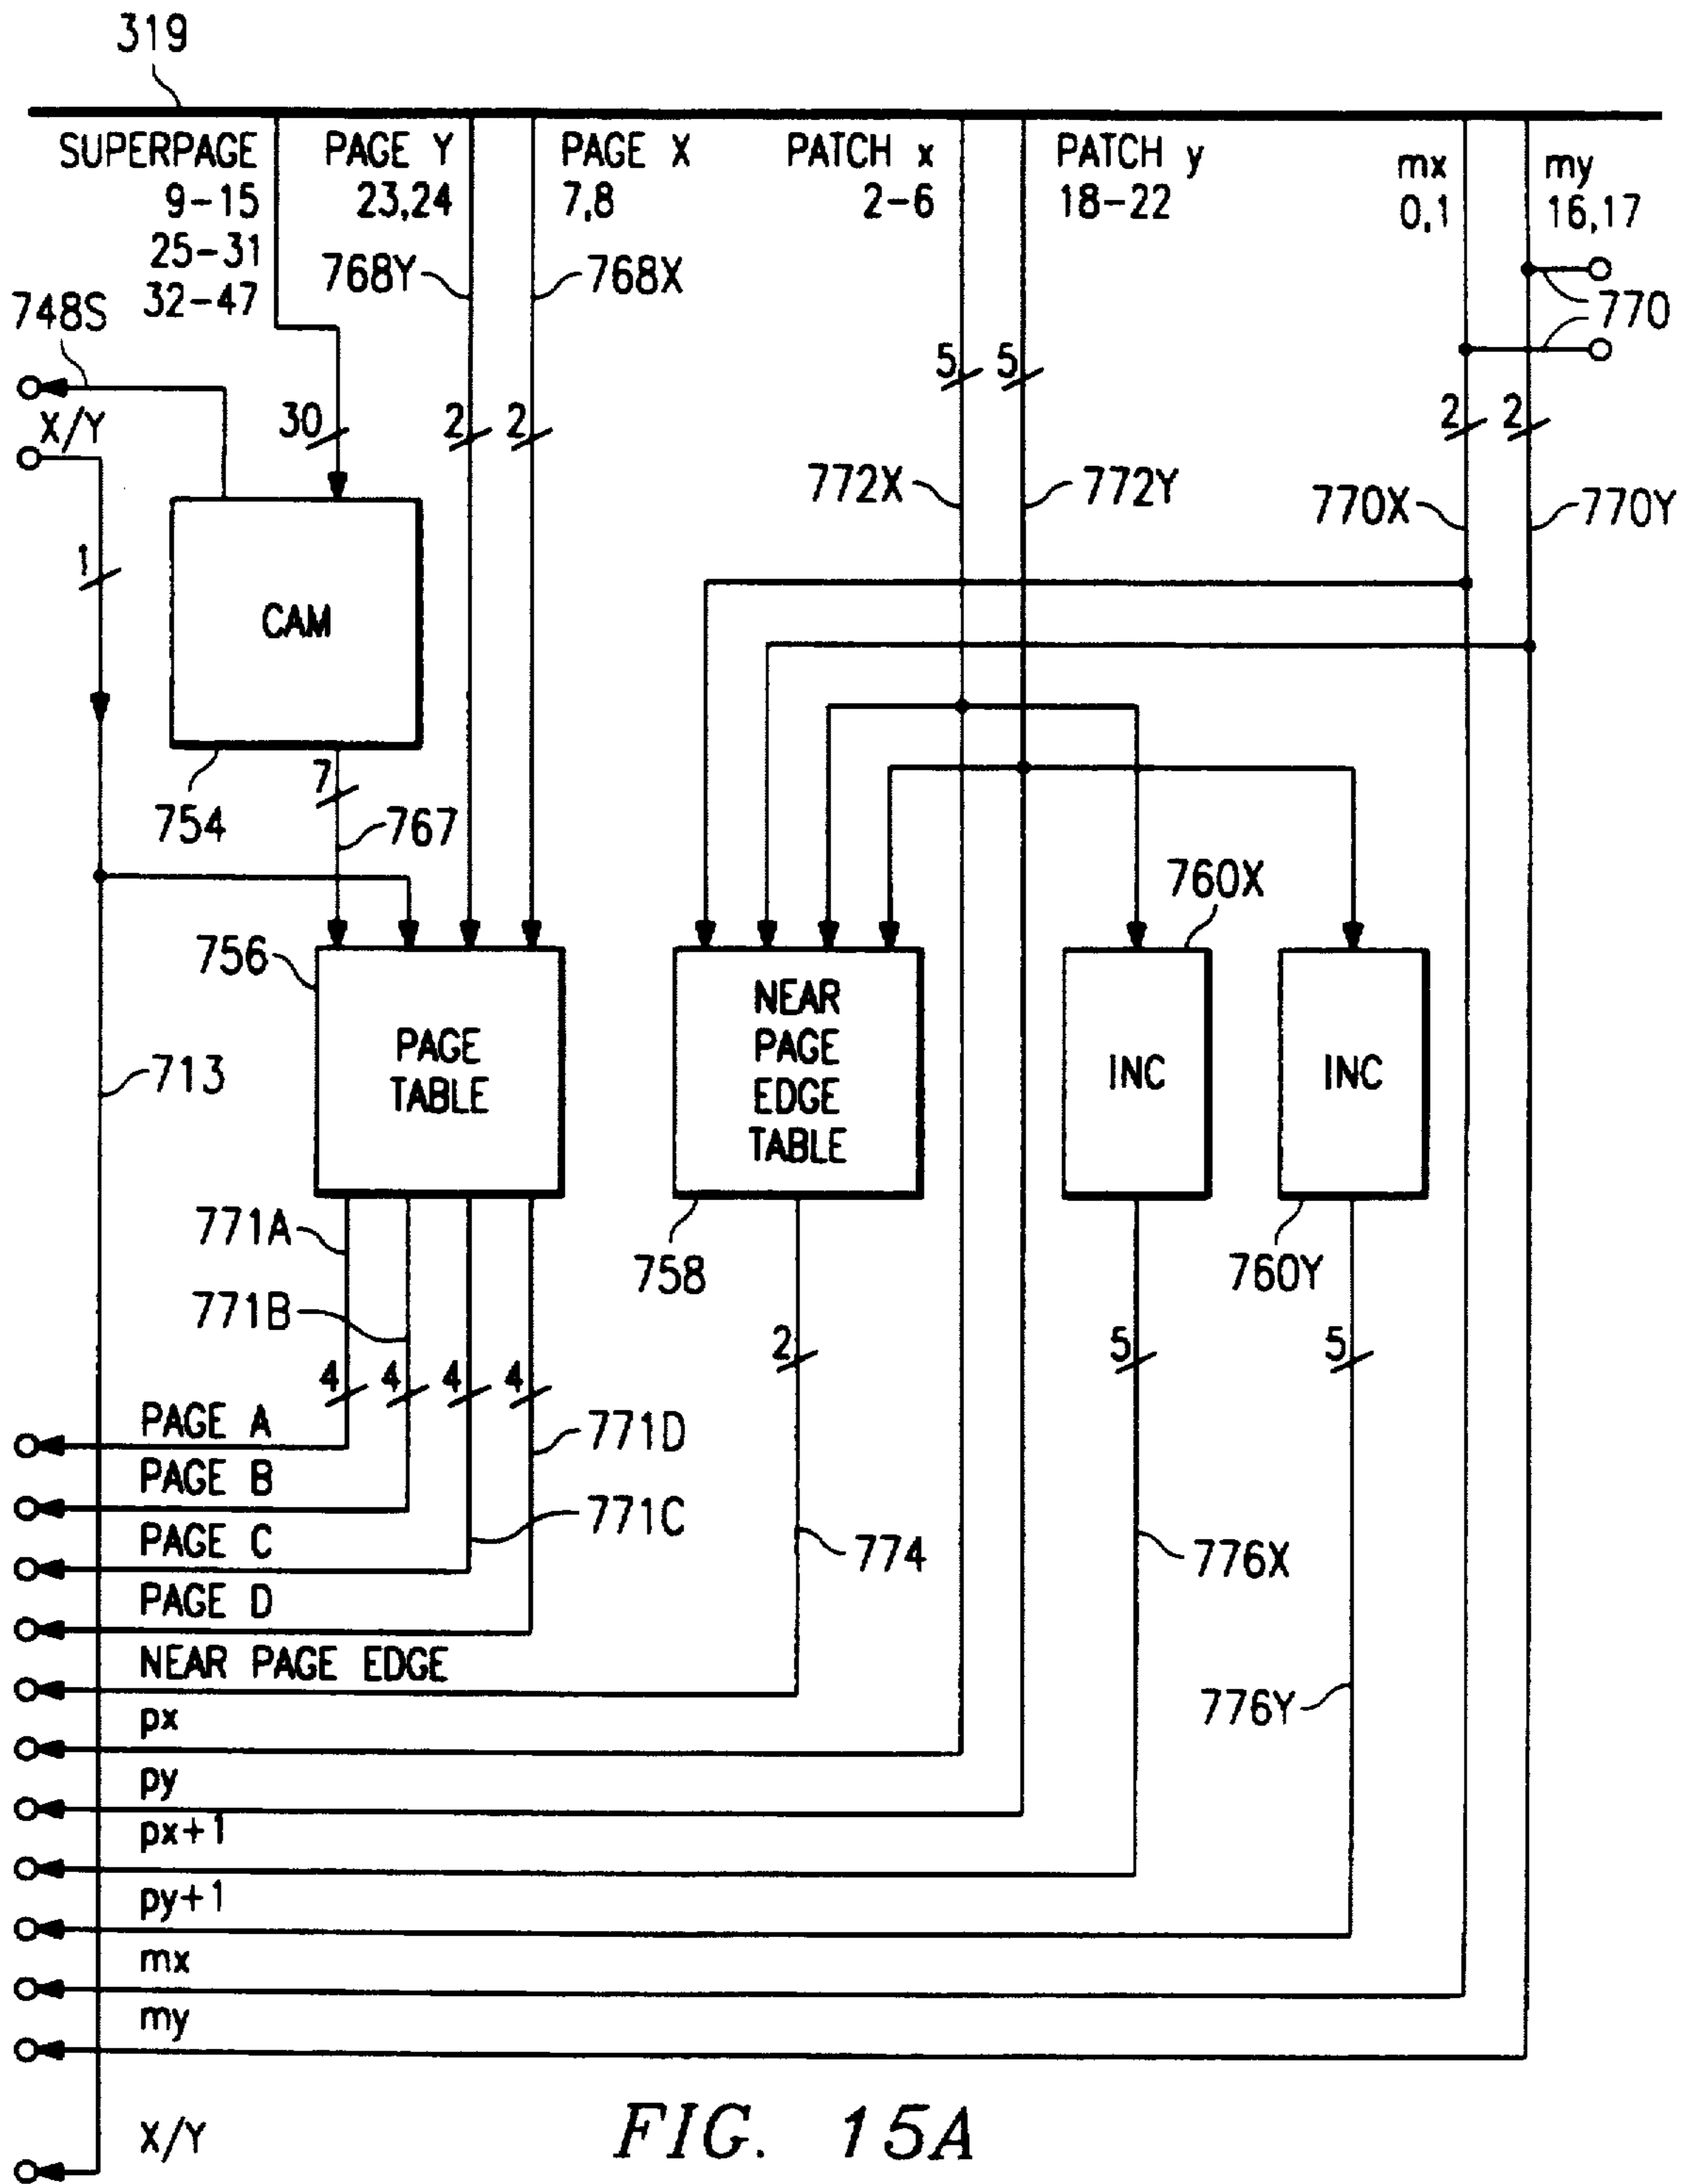 319
SUPERPAGE
9-15
25-31
32-47
PAGE Y
23,24
PAGE X
7,8
PATCH x
2-6
PATCH y
18-22
mx
0,1
my
16,17
748S
768Y
768X
770
X/Y
30
2
2
5
5
2
2
772X
772Y
770X
770Y
1
CAM
754
7
767
760X
756
PAGE
TABLE
NEAR
PAGE
EDGE
TABLE
INC
INC
713
771A
771B
758
760Y
4
4
4
4
2
5
5
PAGE A
771D
PAGE B
771C
PAGE C
774
776X
PAGE D
NEAR PAGE EDGE
776Y
px
py
px+1
py+1
mx
my
X/Y
FIG. 15A